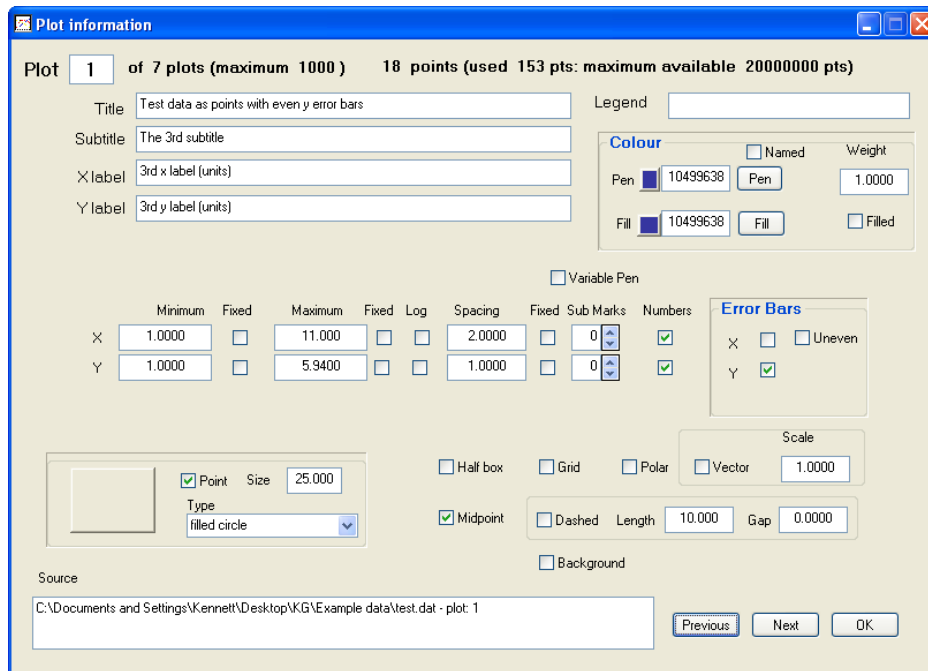 Plot information
Plot 1 of 7 plots (maximum 1000 ) 18 points (used 153 pts: maximum available 20000000 pts)
Title Test data as points with even y error bars Legend
Subtitle The 3rd subtitle
X label 3rd x label (units)
Y label 3rd y label (units)
Colour
Named Weight
Pen 10499638 Pen 1.0000
Fill 10499638 Fill Filled
Variable Pen
Minimum Fixed Maximum Fixed Log Spacing Fixed Sub Marks Numbers Error Bars
X 1.0000 11.000 2.0000 0 X Uneven
Y 1.0000 5.9400 1.0000 0 Y
Scale
Half box Grid Polar Vector 1.0000
Point Size 25.000
Type
filled circle
Midpoint Dashed Length 10.000 Gap 0.0000
Background
Source
C:\Documents and Settings\Kennett\Desktop\KG\Example data\test.dat - plot: 1
Previous Next OK